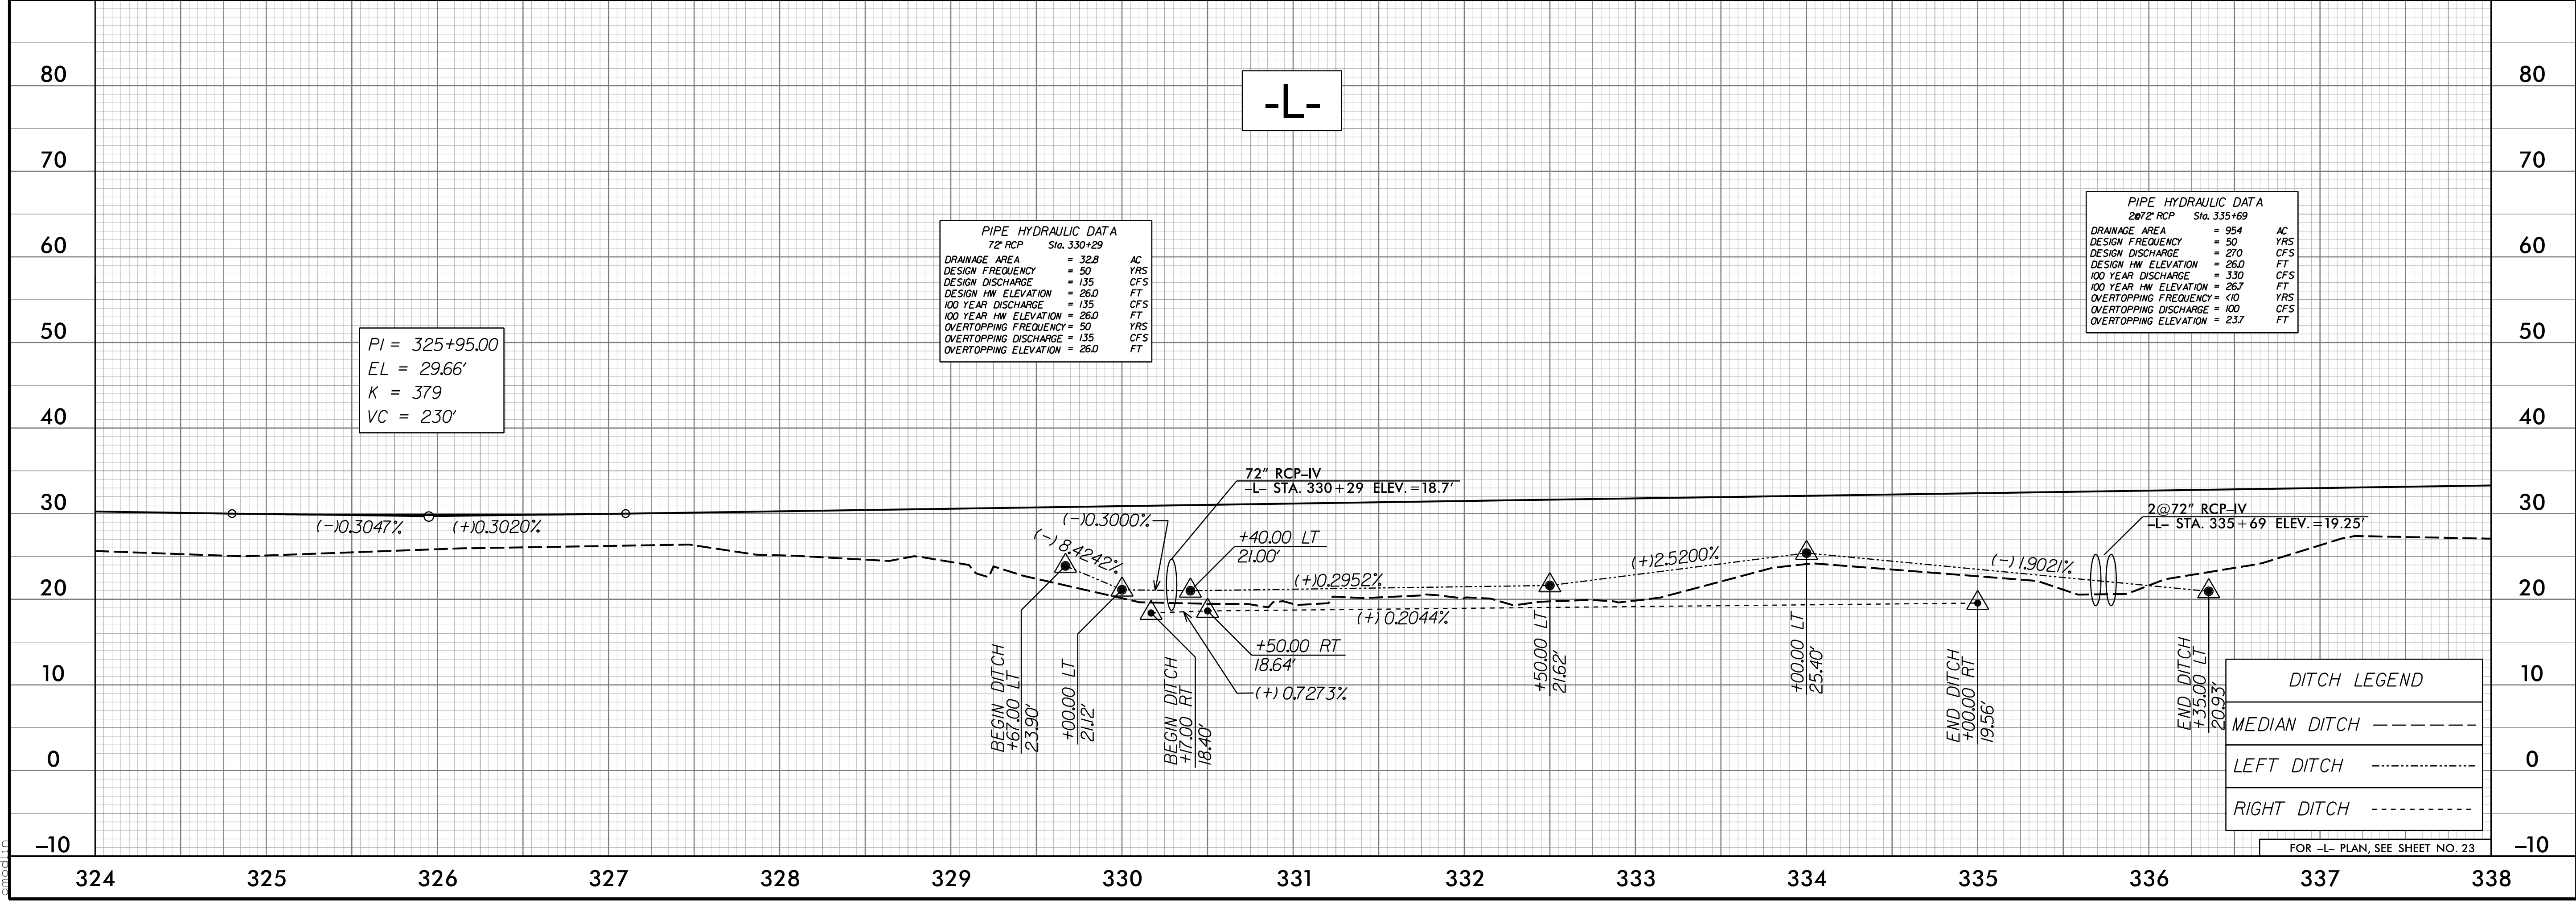 80
80
-L-
70
70
PIPE HYDRAULIC DATA
72" RCP Sta. 330+29
DRAINAGE AREA = 32.8 AC
DESIGN FREQUENCY = 50 YRS
DESIGN DISCHARGE = 135 CFS
DESIGN HW ELEVATION = 26.0 FT
100 YEAR DISCHARGE = 135 CFS
100 YEAR HW ELEVATION = 26.0 FT
OVERTOPPING FREQUENCY = 50 YRS
OVERTOPPING DISCHARGE = 135 CFS
OVERTOPPING ELEVATION = 26.0 FT
PIPE HYDRAULIC DATA
2@72" RCP Sta. 335+69
DRAINAGE AREA = 954 AC
DESIGN FREQUENCY = 50 YRS
DESIGN DISCHARGE = 270 CFS
DESIGN HW ELEVATION = 26.0 FT
100 YEAR DISCHARGE = 330 CFS
100 YEAR HW ELEVATION = 26.7 FT
OVERTOPPING FREQUENCY = <10 YRS
OVERTOPPING DISCHARGE = 100 CFS
OVERTOPPING ELEVATION = 23.7 FT
60
60
50
50
PI = 325+95.00
EL = 29.66'
K = 379
VC = 230'
40
40
72" RCP-IV
-L- STA. 330+29 ELEV.=18.7'
30
30
(-)0.3047%
(+)0.3020%
(-)0.3000%
(-)8.4242%
+40.00 LT
21.00'
2@72" RCP-IV
-L- STA. 335+69 ELEV.=19.25'
(+)0.2952%
(+)2.5200%
(-)1.9021%
20
20
(+)0.2044%
+50.00 RT
18.64'
(+)0.7273%
BEGIN DITCH
+67.00 LT
23.90'
+00.00 LT
21.12'
BEGIN DITCH
+17.00 RT
18.40'
+50.00 LT
21.62'
+00.00 LT
25.40'
END DITCH
+00.00 RT
19.56'
END DITCH
+35.00 LT
20.93'
10
10
DITCH LEGEND
MEDIAN DITCH
LEFT DITCH
RIGHT DITCH
0
0
-10
-10
FOR -L- PLAN, SEE SHEET NO. 23
324 325 326 327 328 329 330 331 332 333 334 335 336 337 338
amodlin